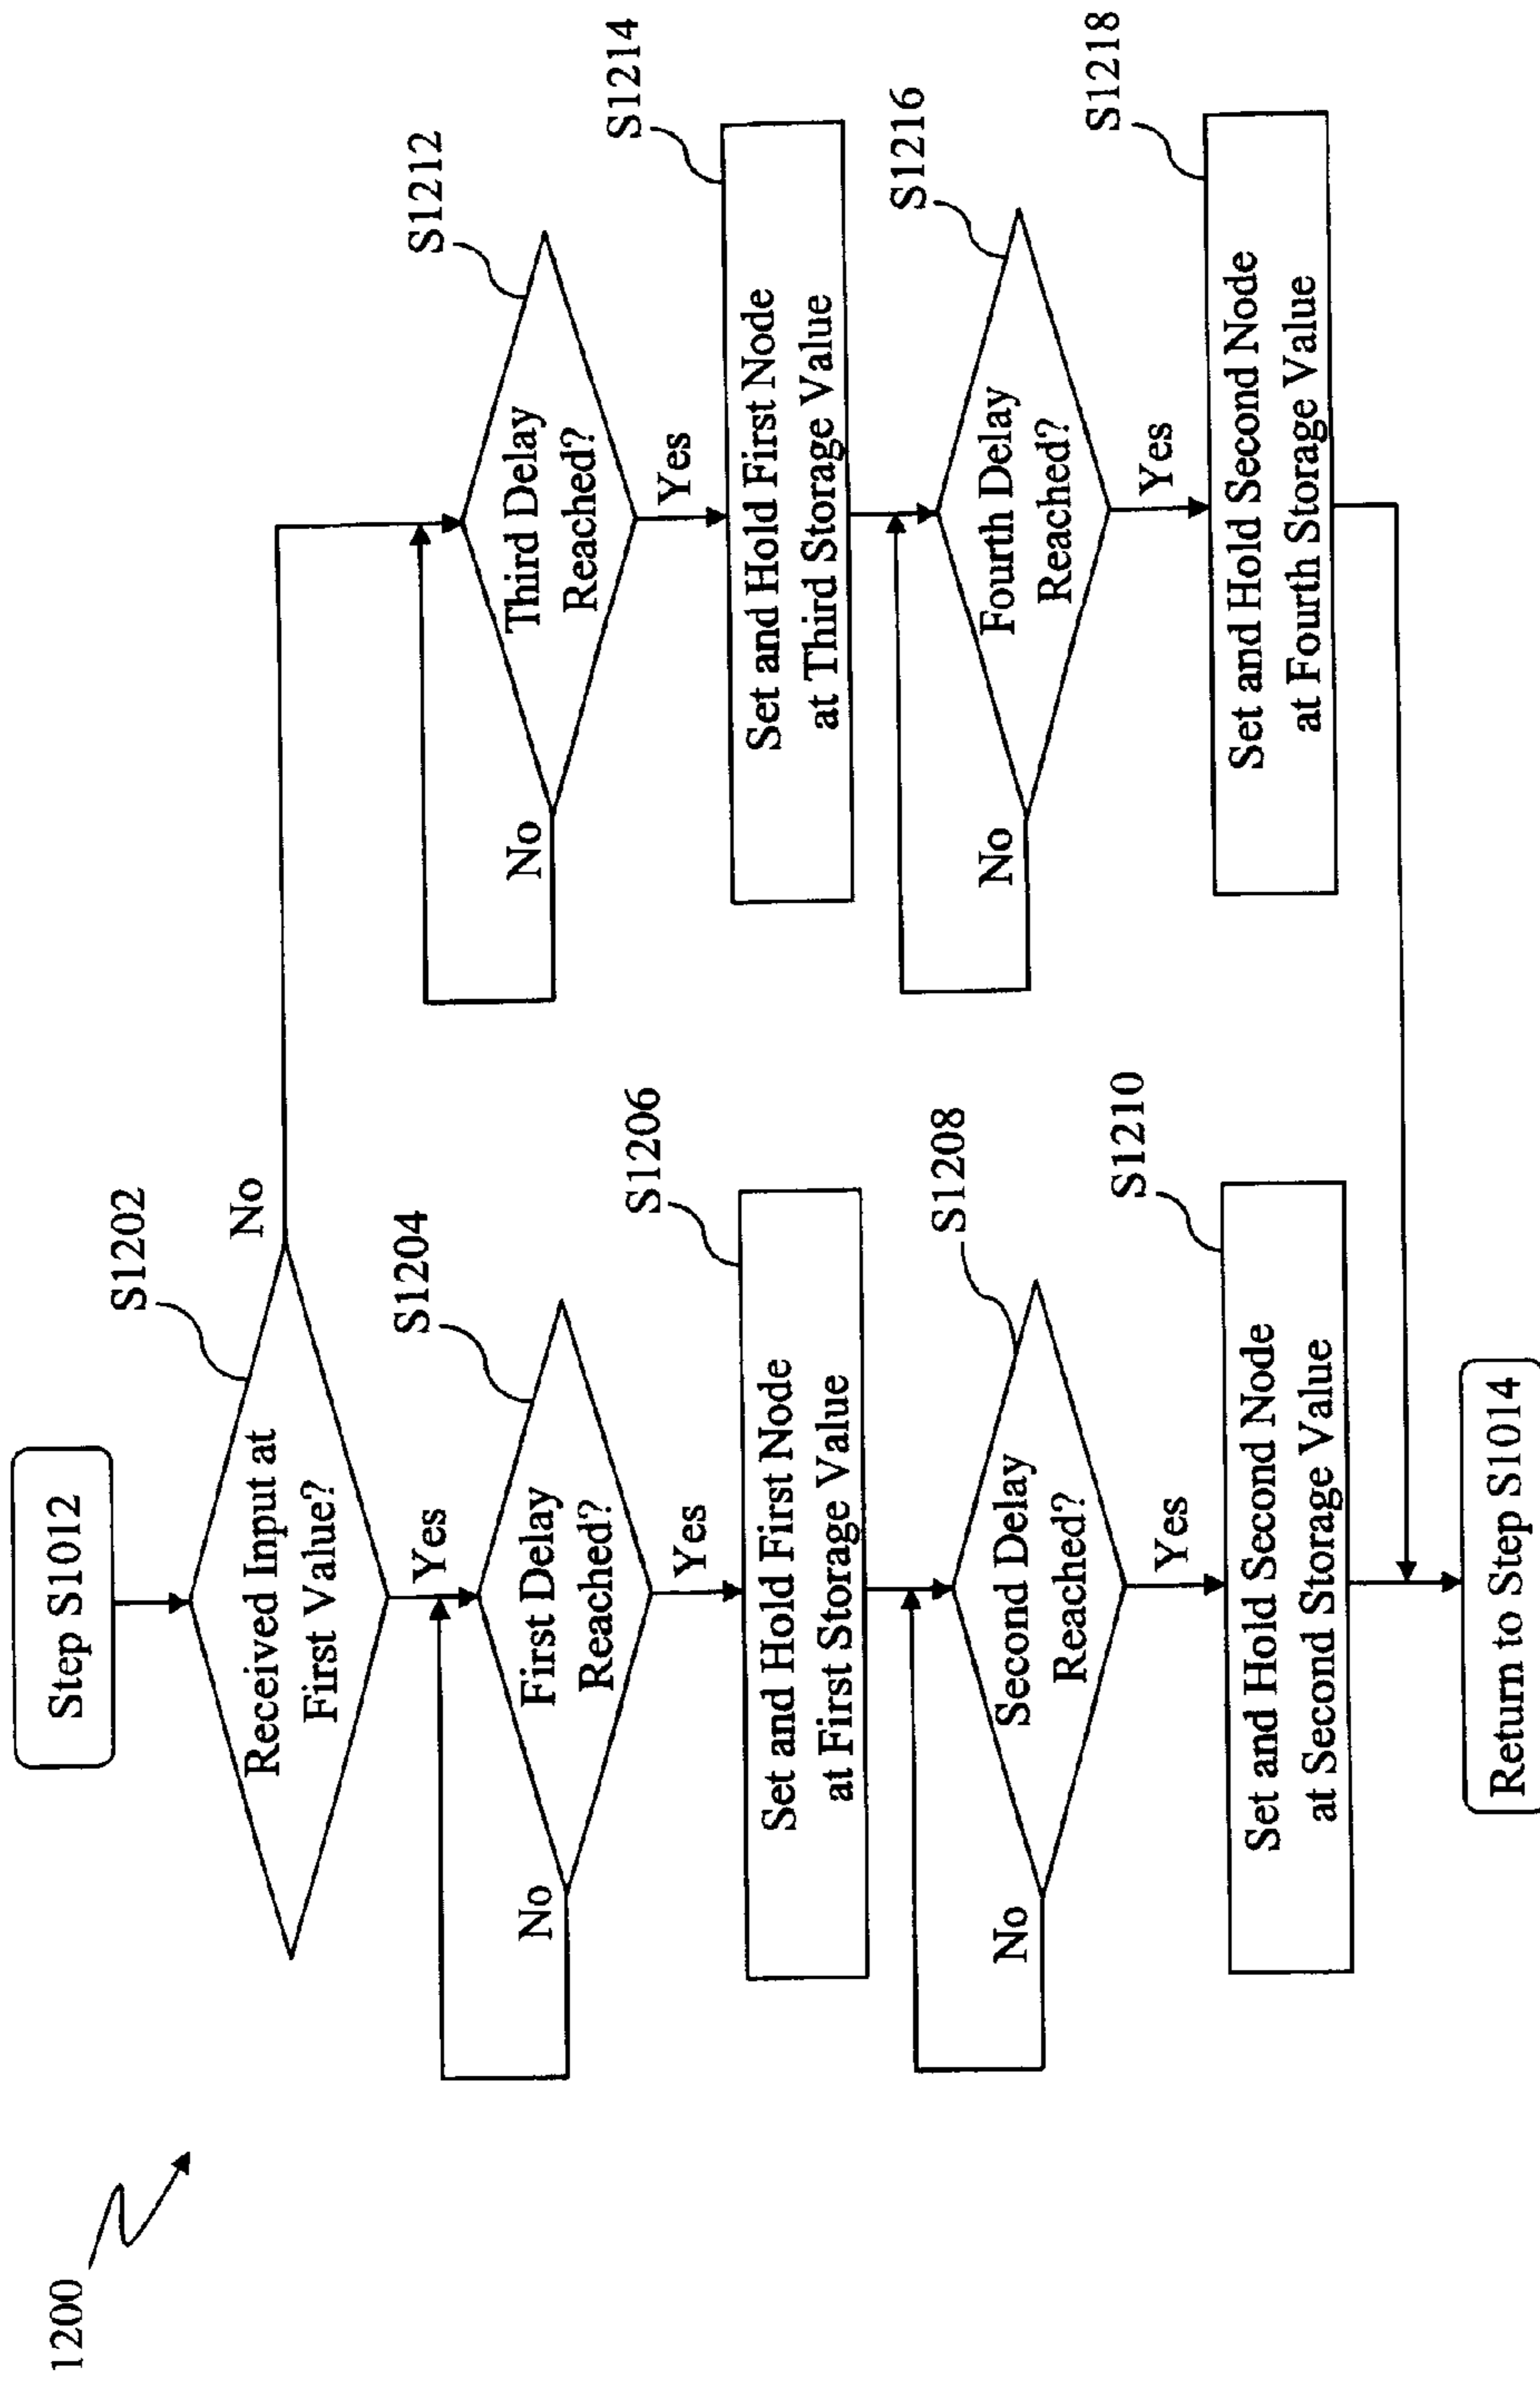 1200
Step S1012
S1202
Received Input at
First Value?
No
Yes
S1204
First Delay
Reached?
No
Yes
S1206
Set and Hold First Node
at First Storage Value
S1208
Second Delay
Reached?
No
Yes
S1210
Set and Hold Second Node
at Second Storage Value
S1212
Third Delay
Reached?
No
Yes
S1214
Set and Hold First Node
at Third Storage Value
S1216
Fourth Delay
Reached?
No
Yes
S1218
Set and Hold Second Node
at Fourth Storage Value
Return to Step S1014